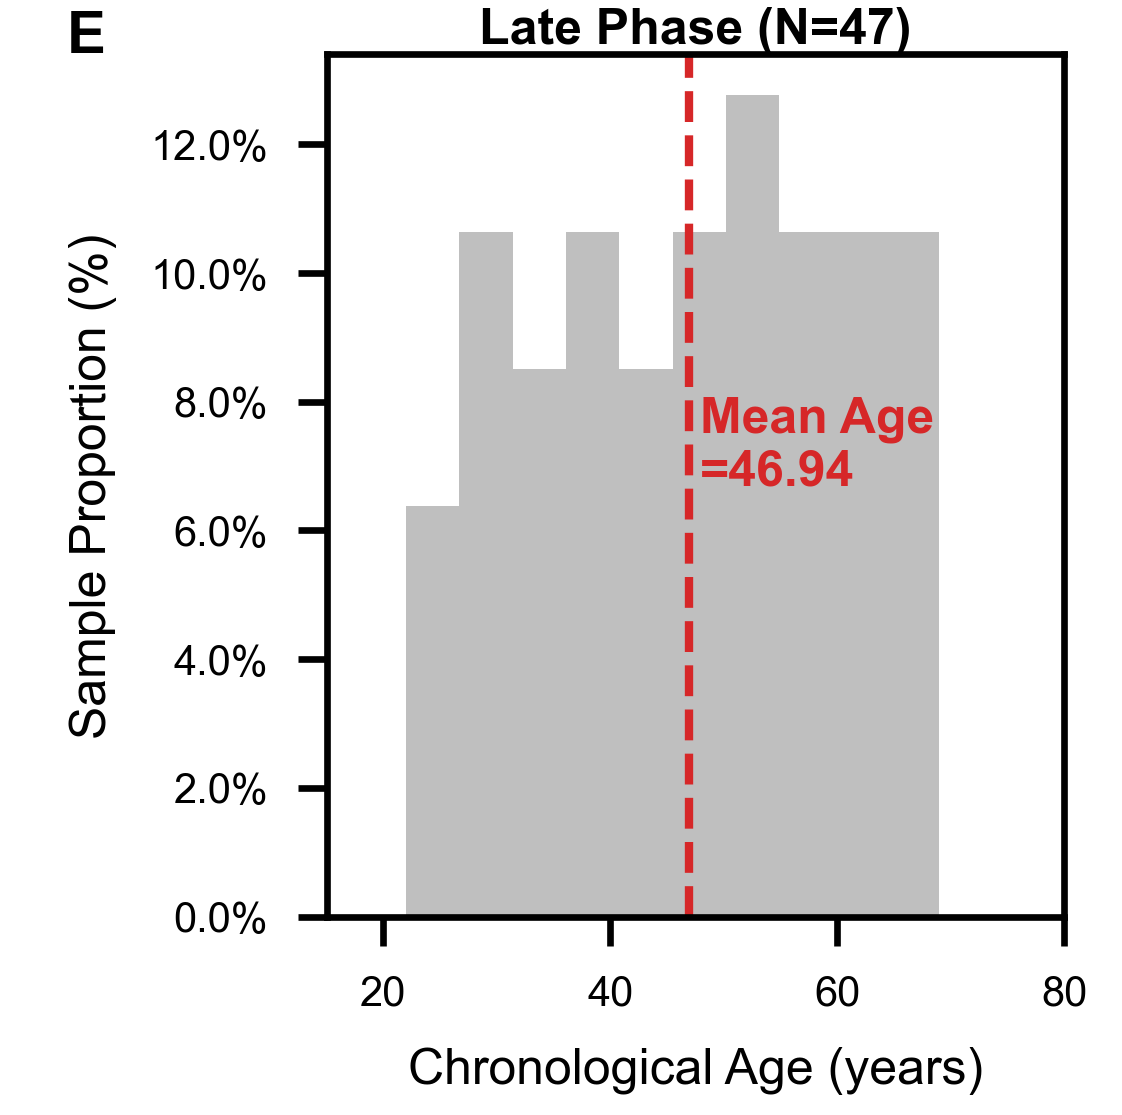 E
Late Phase (N=47)
12.0%
10.0%
8.0%
6.0%
4.0%
2.0%
0.0%
Sample Proportion (%)
Mean Age
=46.94
20 40 60 80
Chronological Age (years)